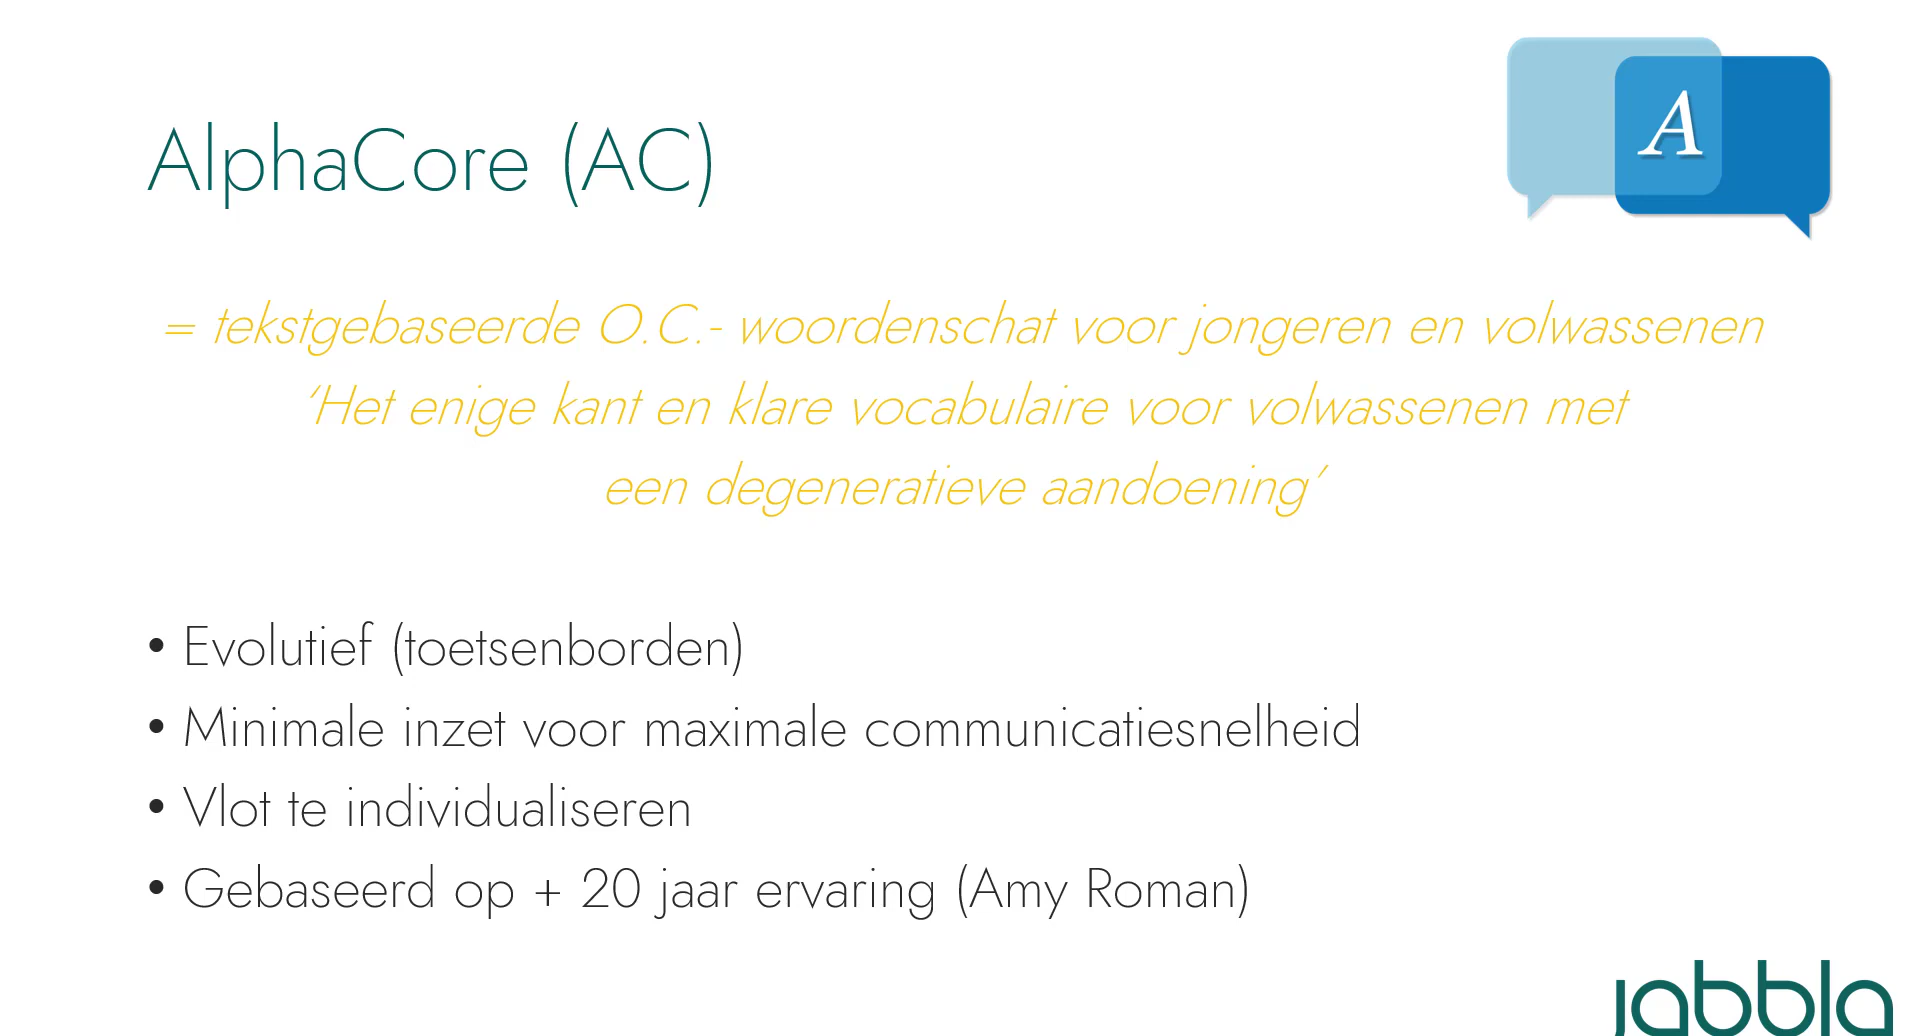 A
AlphaCore (AC)
= tekstgebaseerde O.C.- woordenschat voor jongeren en volwassenen
‘Het enige kant en klare vocabulaire voor volwassenen met
een degeneratieve aandoening’
• Evolutief (toetsenborden)
• Minimale inzet voor maximale communicatiesnelheid
• Vlot te individualiseren
• Gebaseerd op + 20 jaar ervaring (Amy Roman)
jabbla